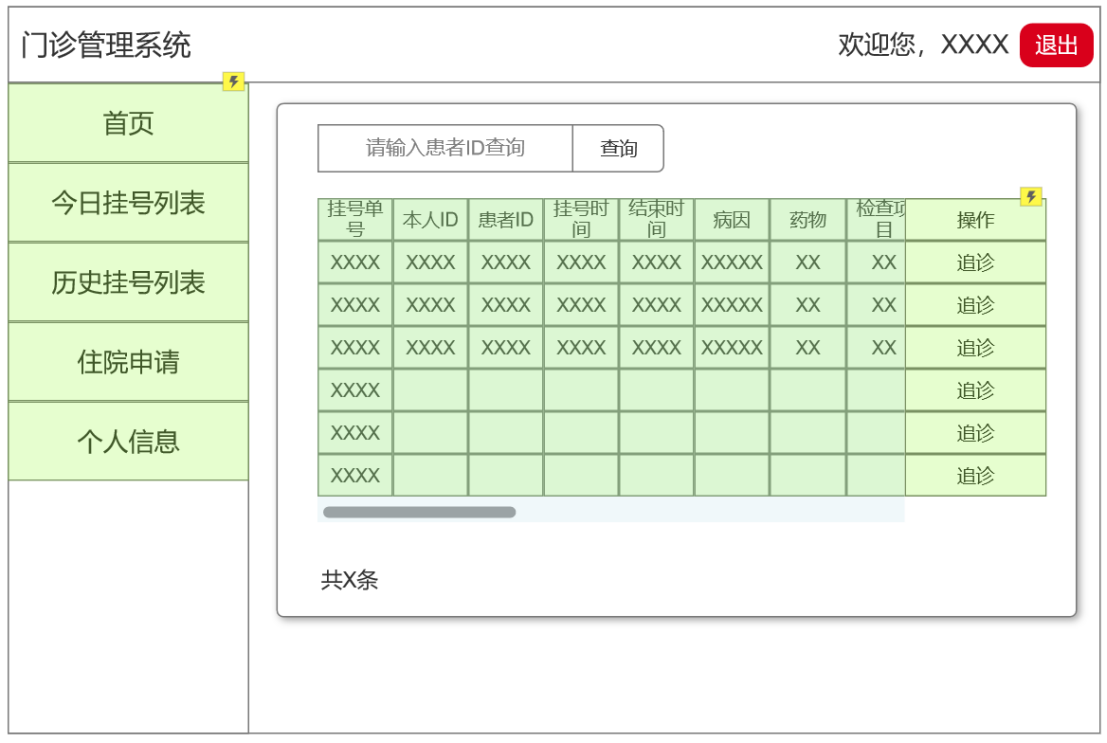 门诊管理系统
欢迎您，XXXX 退出
首页
今日挂号列表
历史挂号列表
住院申请
个人信息
请输入患者ID查询 查询
挂号单号 本人ID 患者ID 挂号时间 结束时间 病因 药物 检查项目 操作
XXXX XXXX XXXX XXXX XXXX XXXXX XX XX 追诊
XXXX XXXX XXXX XXXX XXXX XXXXX XX XX 追诊
XXXX XXXX XXXX XXXX XXXX XXXXX XX XX 追诊
XXXX 追诊
XXXX 追诊
XXXX 追诊
共X条